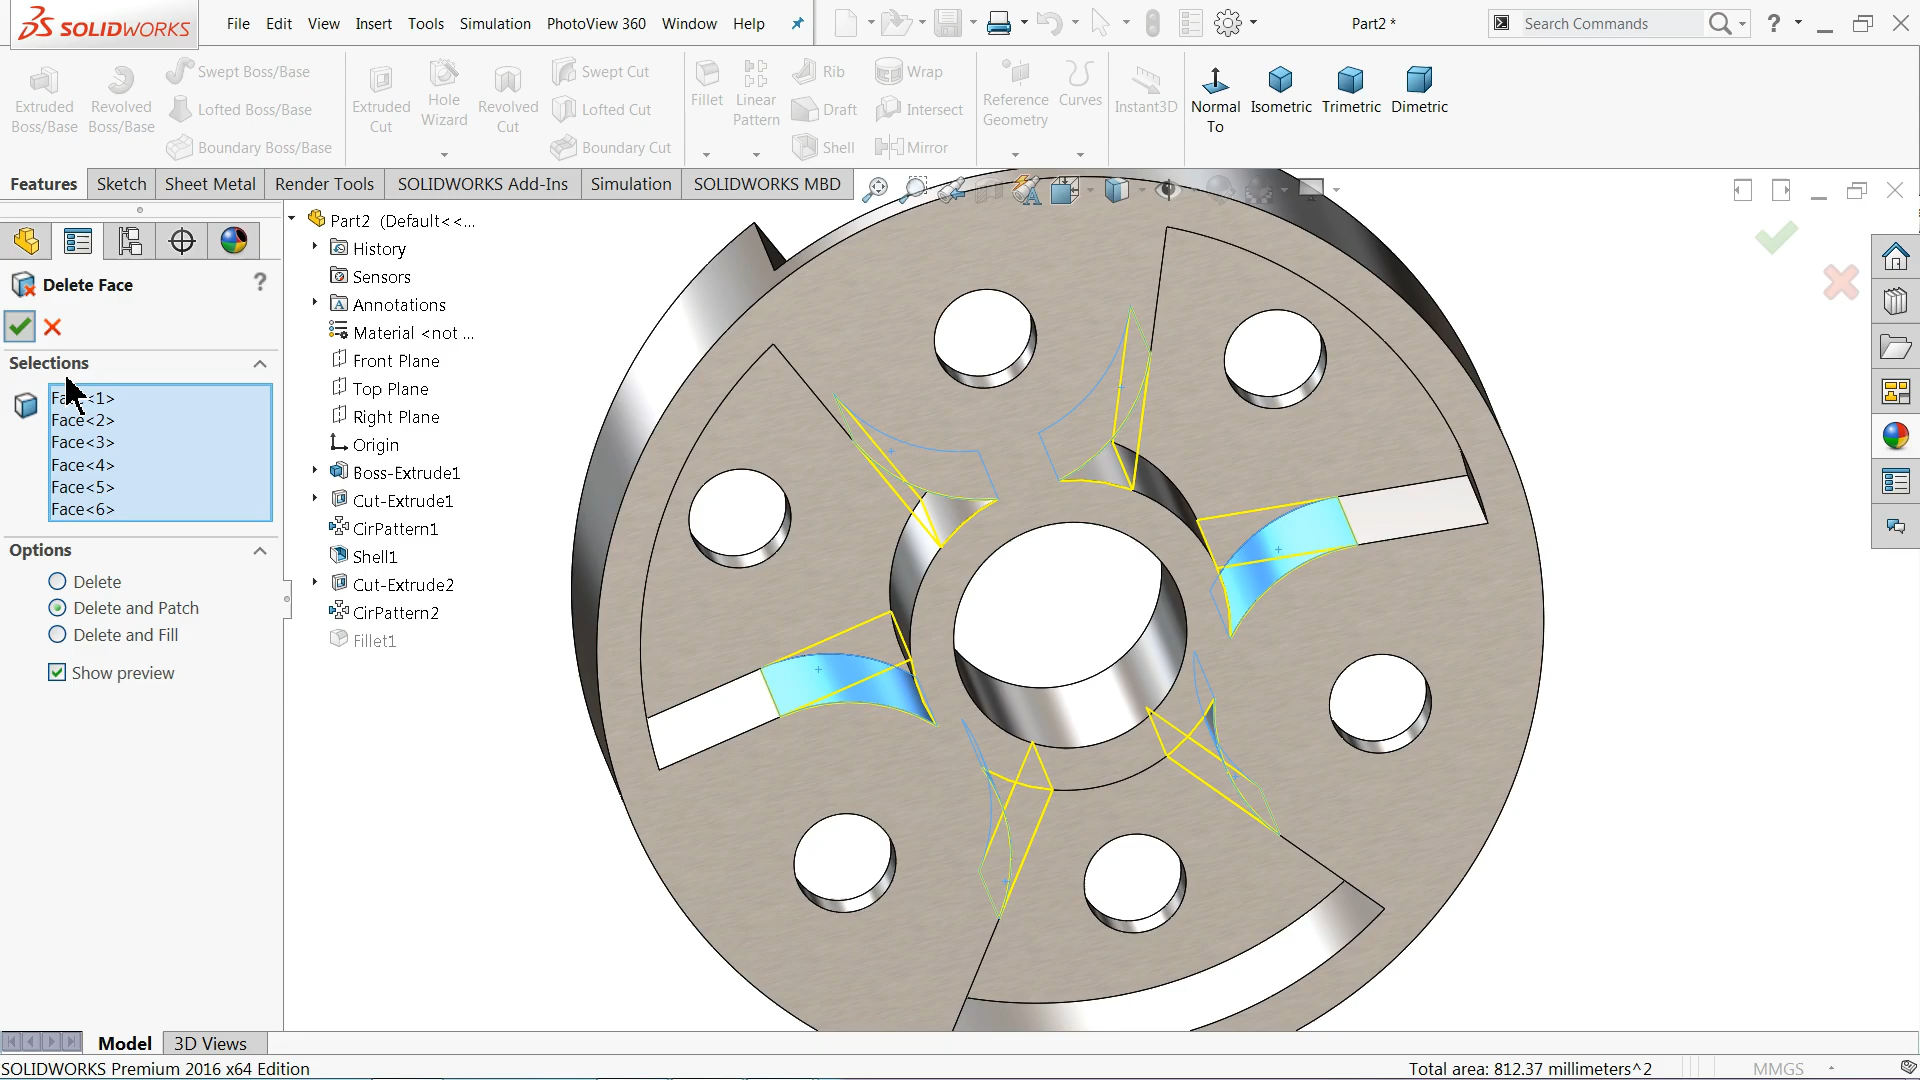 SOLIDWORKS
File Edit View Insert Tools Simulation PhotoView 360 Window Help
Part2 *
Search Commands
?
Extruded Boss/Base
Revolved Boss/Base
Swept Boss/Base
Lofted Boss/Base
Boundary Boss/Base
Extruded Cut
Hole Wizard
Revolved Cut
Swept Cut
Lofted Cut
Boundary Cut
Fillet
Linear Pattern
Rib
Draft
Shell
Wrap
Intersect
Mirror
Reference Geometry
Curves
Instant3D
Normal To
Isometric
Trimetric
Dimetric
Features Sketch Sheet Metal Render Tools SOLIDWORKS Add-Ins Simulation SOLIDWORKS MBD
Delete Face
?
Selections
Face<1>
Face<2>
Face<3>
Face<4>
Face<5>
Face<6>
Options
Delete
Delete and Patch
Delete and Fill
Show preview
Part2 (Default<<...
History
Sensors
Annotations
Material <not ...
Front Plane
Top Plane
Right Plane
Origin
Boss-Extrude1
Cut-Extrude1
CirPattern1
Shell1
Cut-Extrude2
CirPattern2
Fillet1
Model 3D Views
SOLIDWORKS Premium 2016 x64 Edition
Total area: 812.37 millimeters^2
MMGS